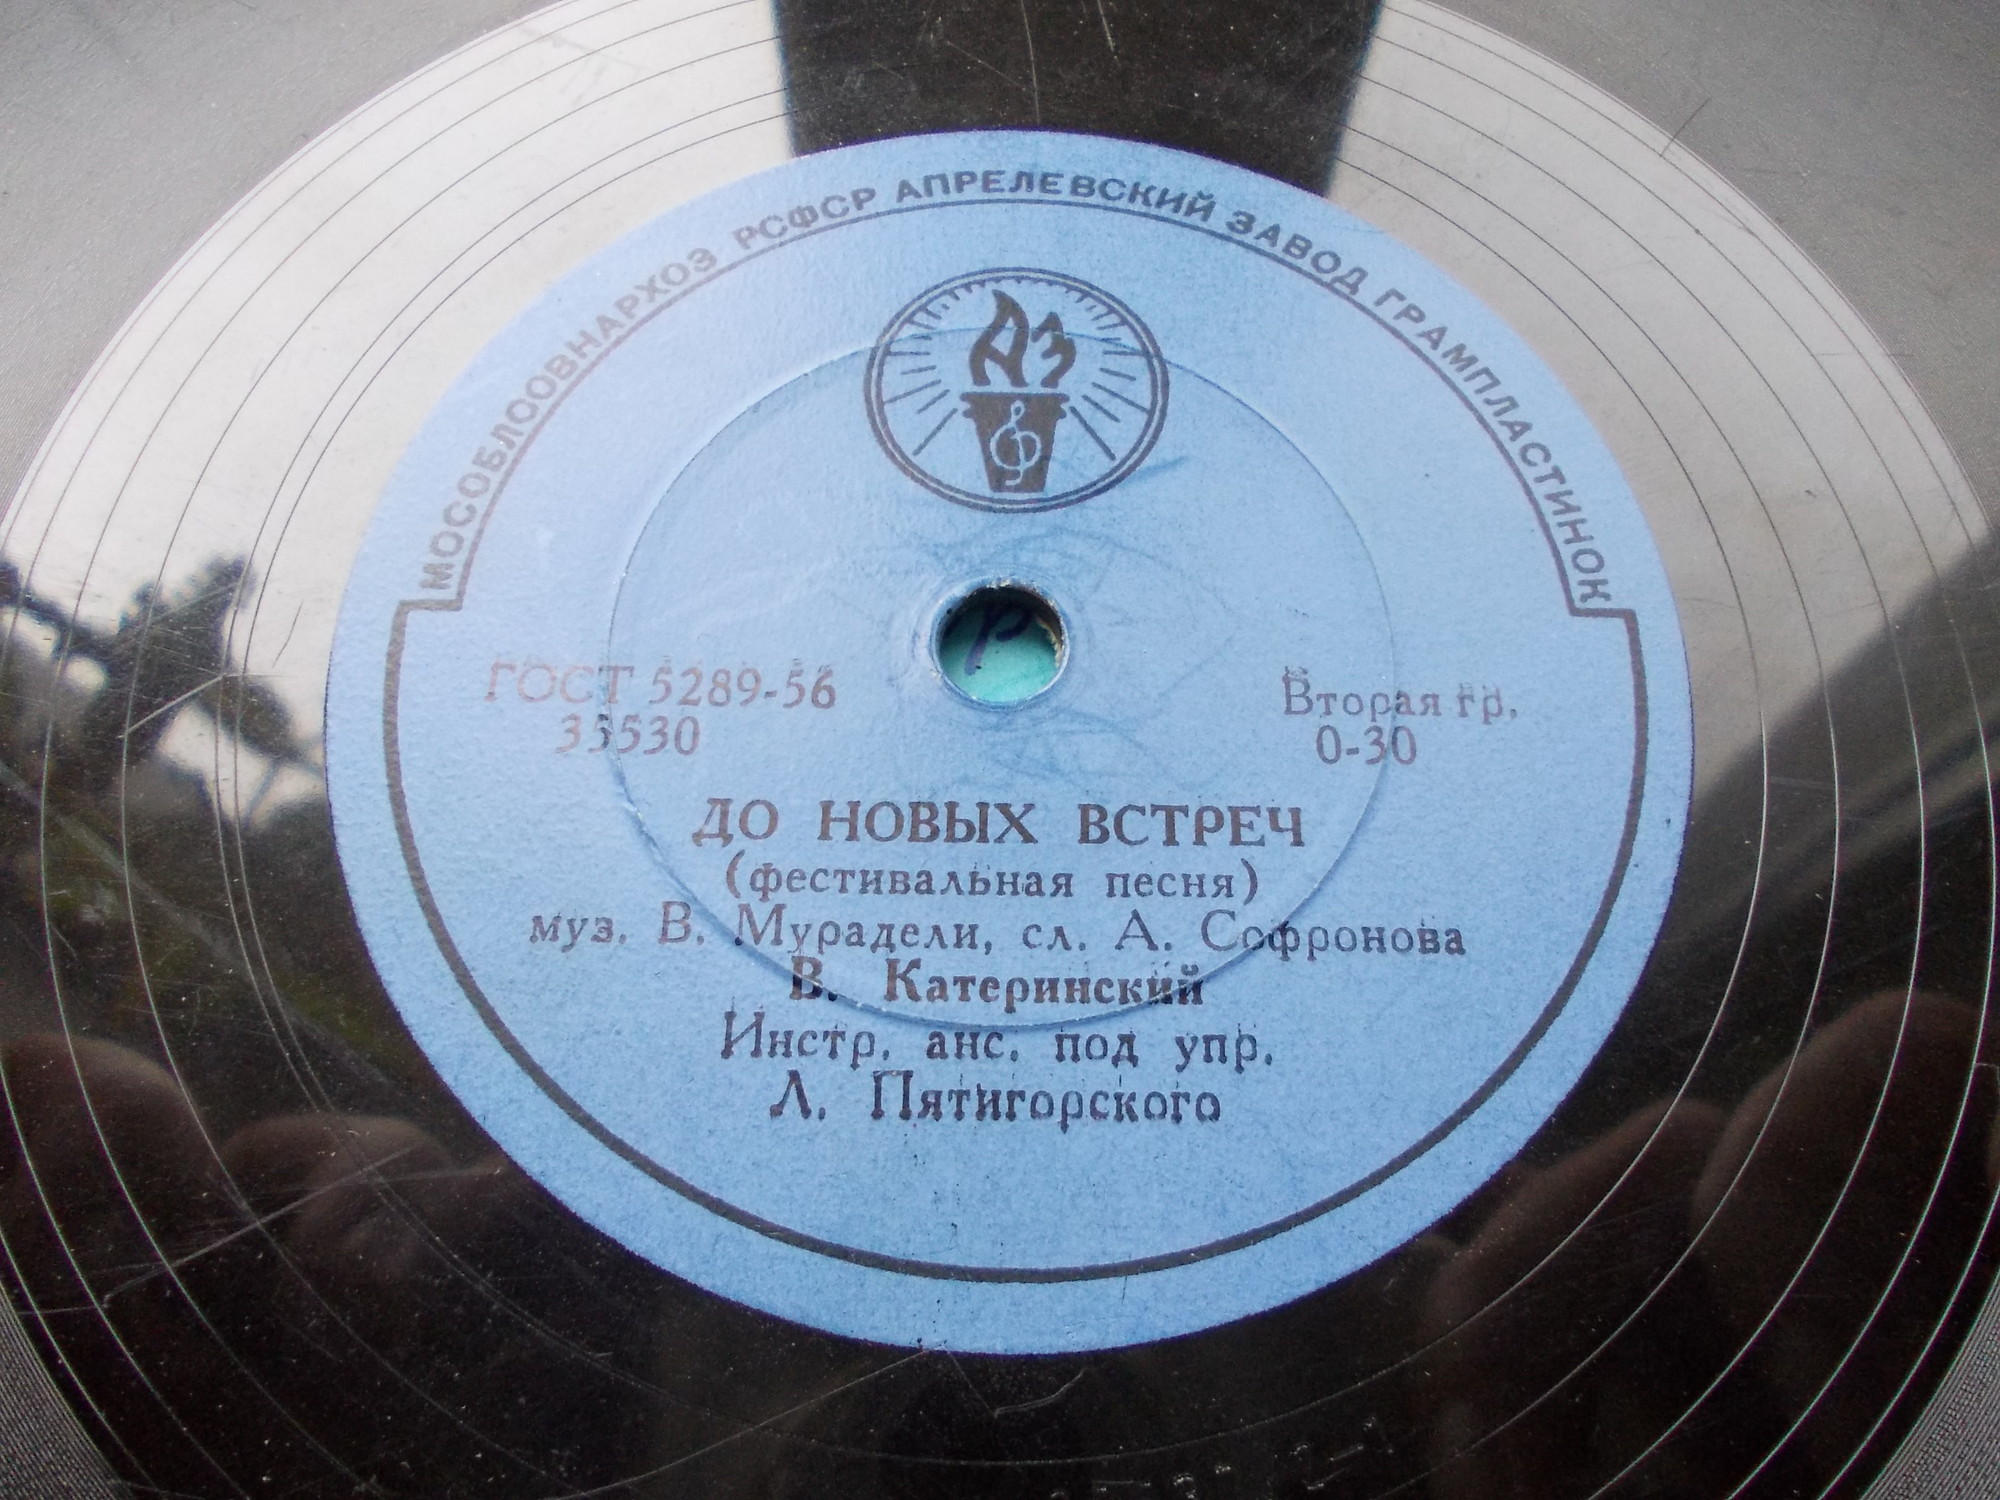 МОСОБЛСОВНАРХОЗ РСФСР АПРЕЛЕВСКИЙ ЗАВОД ГРАМПЛАСТИНОК
АЗ
ГОСТ 5289-56
35530
Вторая гр.
0-30
ДО НОВЫХ ВСТРЕЧ
(фестивальная песня)
муз. В. Мурадели, сл. А. Софронова
В. Катеринский
Инстр. анс. под упр.
Л. Пятигорского